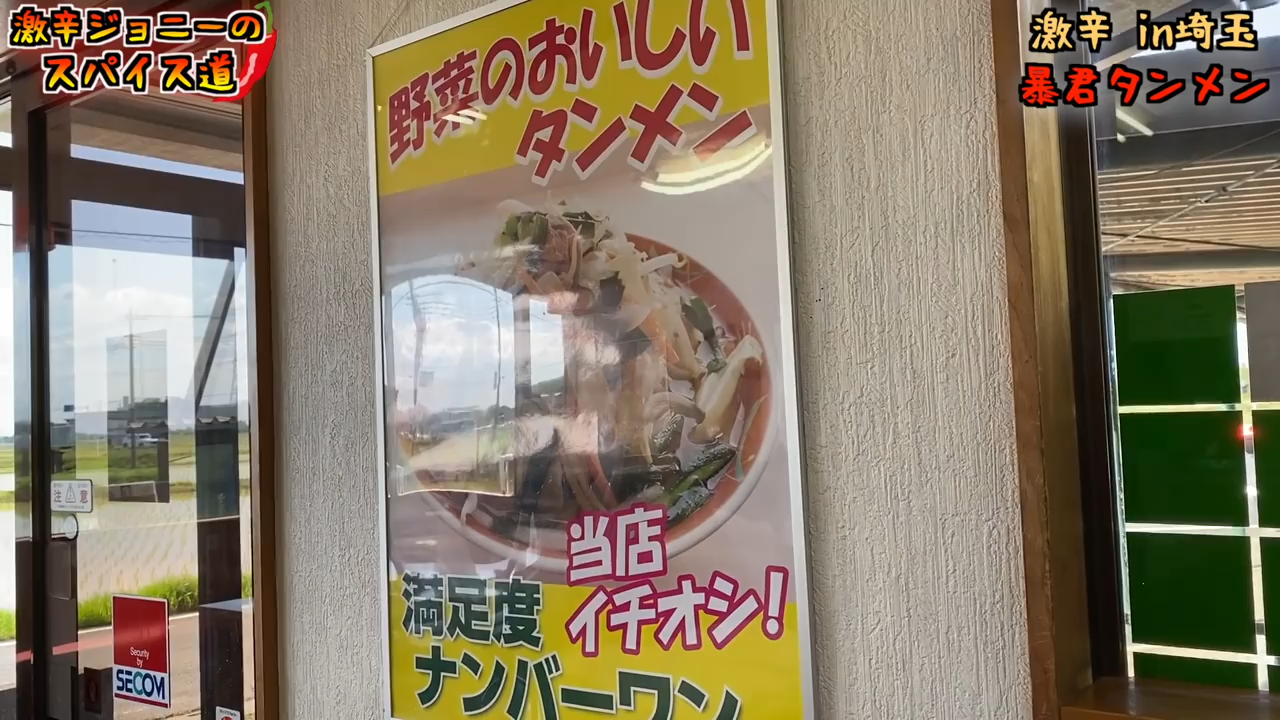 激辛ジョニーの
スパイス道
激辛 in埼玉
暴君タンメン
野菜のおいしい
タンメン
当店
イチオシ!
満足度
ナンバーワン
注意
Security
by
SECOM